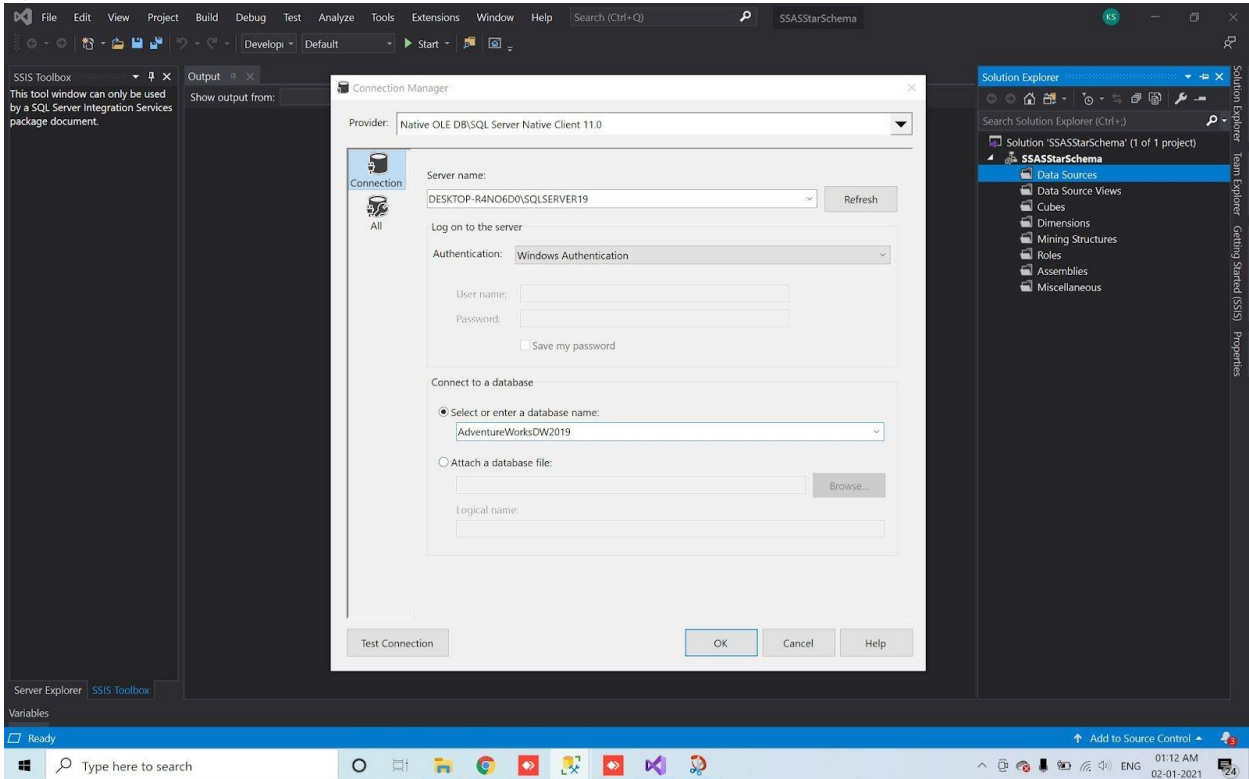 File Edit View Project Build Debug Test Analyze Tools Extensions Window Help Search (Ctrl+Q) SSASStarSchema KS
Default Start
SSIS Toolbox
This tool window can only be used
by a SQL Server Integration Services
package document.
Output
Show output from:
Connection Manager
Provider: Native OLE DB\SQL Server Native Client 11.0
Connection
All
Server name:
DESKTOP-R4NO6D0\SQLSERVER19 Refresh
Log on to the server
Authentication: Windows Authentication
User name:
Password:
Save my password
Connect to a database
Select or enter a database name:
AdventureWorksDW2019
Attach a database file:
Browse...
Logical name:
Test Connection OK Cancel Help
Solution Explorer
Search Solution Explorer (Ctrl+;)
Solution 'SSASStarSchema' (1 of 1 project)
SSASStarSchema
Data Sources
Data Source Views
Cubes
Dimensions
Mining Structures
Roles
Assemblies
Miscellaneous
Solution Explorer Team Explorer Getting Started (SSIS) Properties
Server Explorer SSIS Toolbox
Variables
Ready Add to Source Control 3
Type here to search ENG 01:12 AM
02-01-2021 24